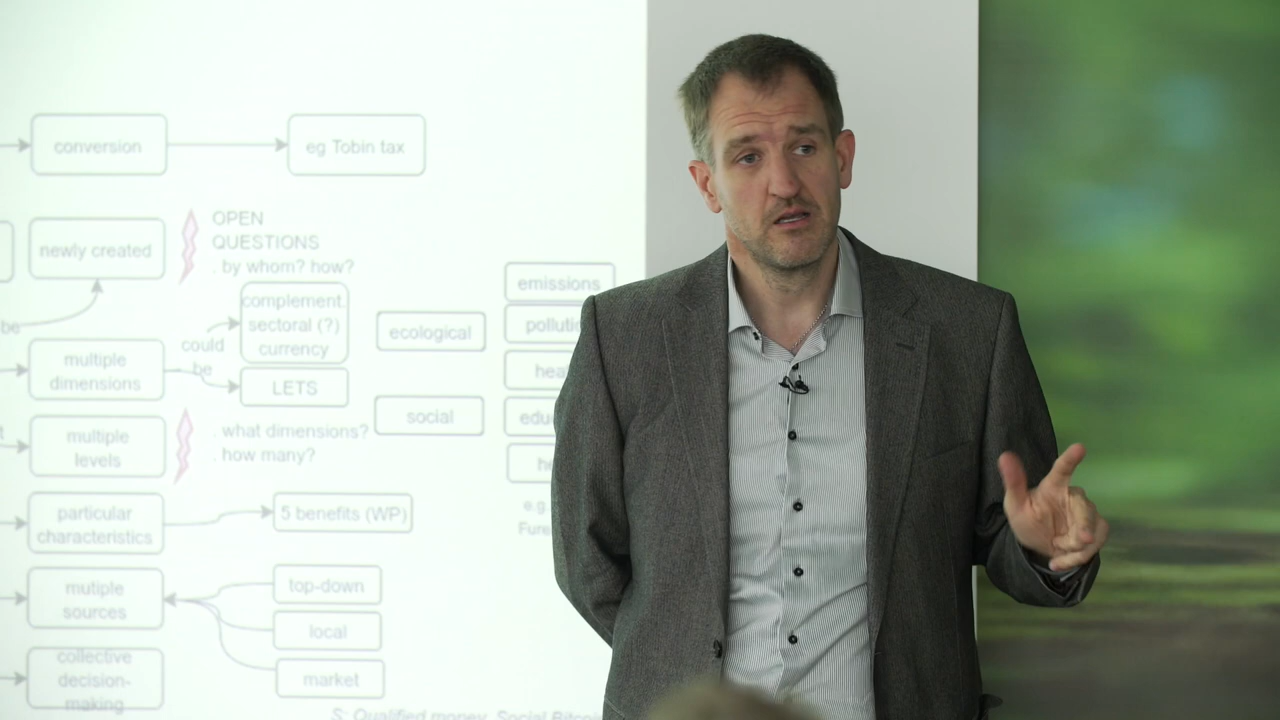 conversion
eg Tobin tax
newly created
OPEN
QUESTIONS
. by whom? how?
be
complement.
sectoral (?)
currency
could
be
LETS
multiple
dimensions
ecological
emissions
multiple
levels
. what dimensions?
. how many?
social
particular
characteristics
5 benefits (WP)
e.g.
mutiple
sources
top-down
local
market
collective
decision-
making
S: Qualified money, Social